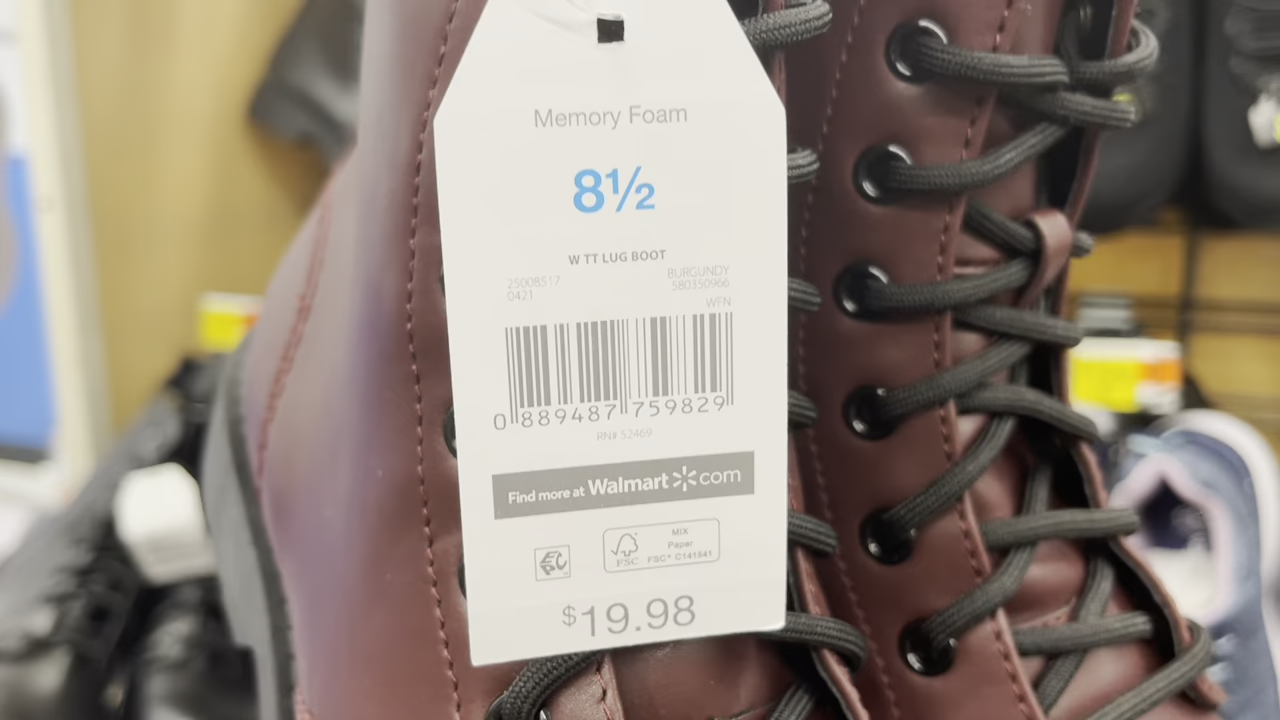 Memory Foam
8½
W TT LUG BOOT
25008517 BURGUNDY
0421 580350966
WFN
0 889487 759829
RN# 52469
Find more at Walmart com
EPC
MIX
Paper
FSC FSC® C141541
$19.98